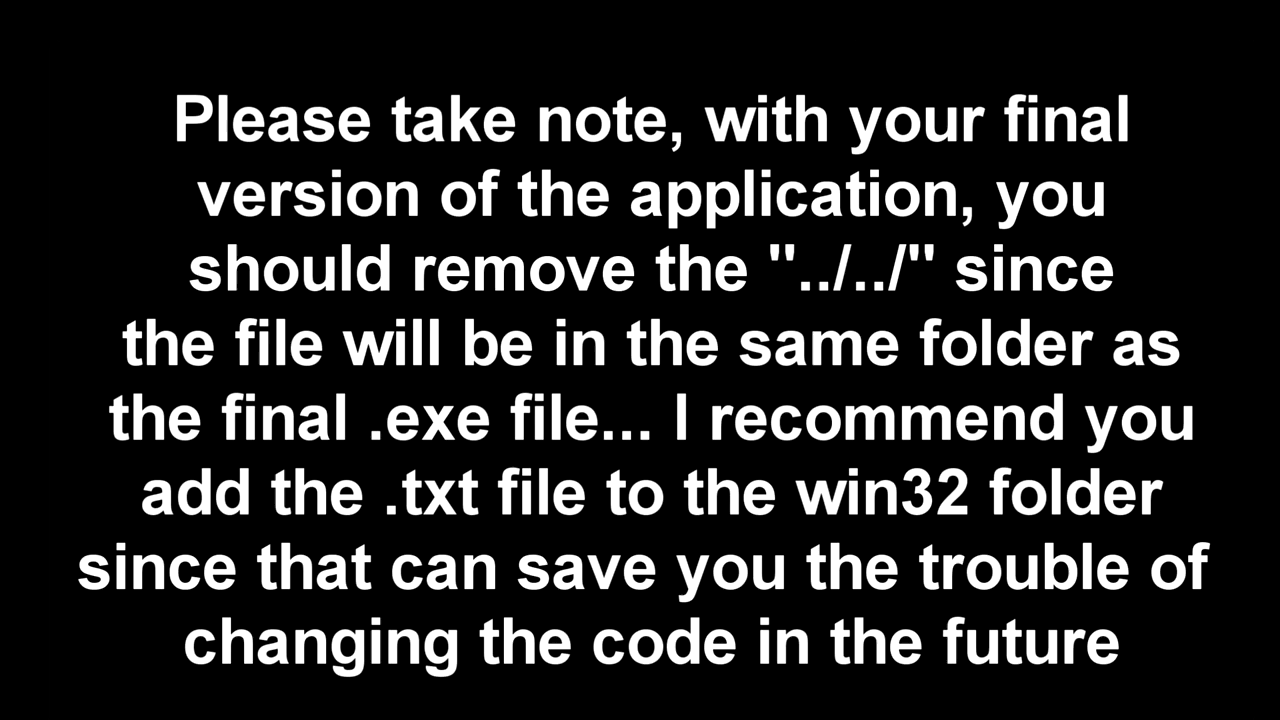 Please take note, with your final
version of the application, you
should remove the "../../" since
the file will be in the same folder as
the final .exe file... I recommend you
add the .txt file to the win32 folder
since that can save you the trouble of
changing the code in the future